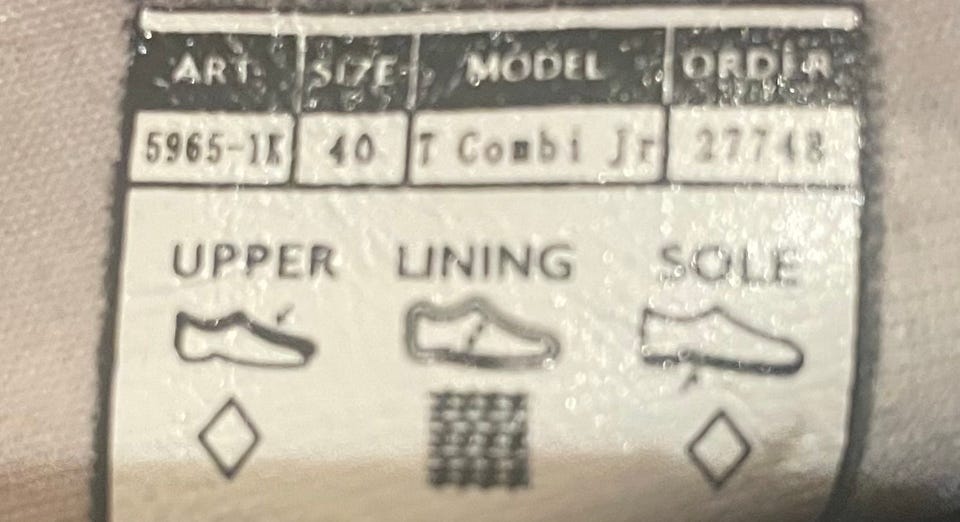 ART. SIZE MODEL ORDER
5965-1K 40 T Combi Jr 27748
UPPER LINING SOLE